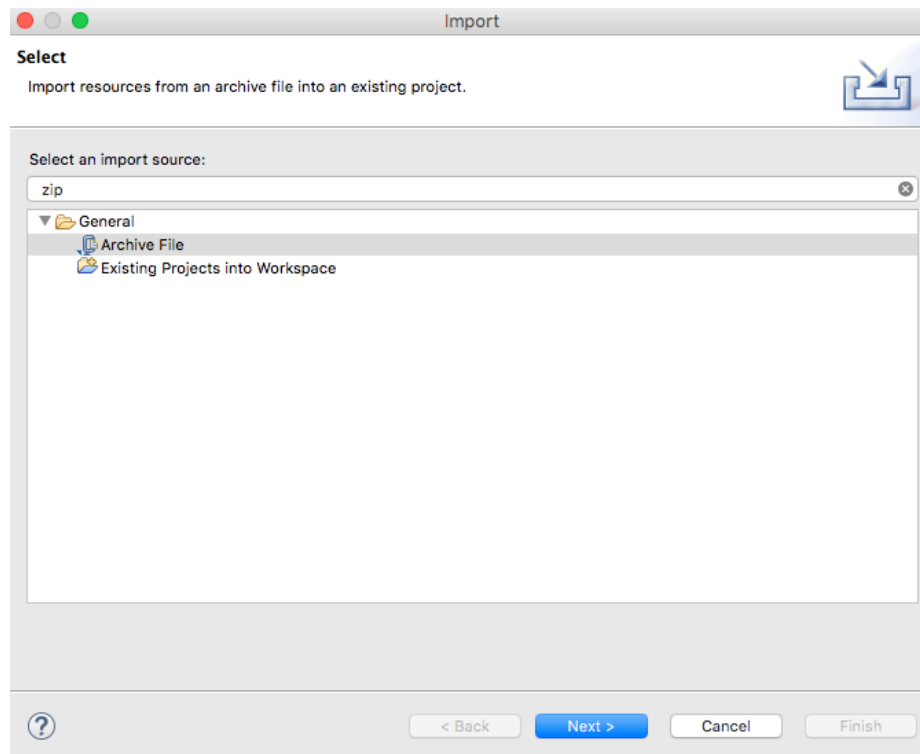 Import
Select
Import resources from an archive file into an existing project.
Select an import source:
zip
General
Archive File
Existing Projects into Workspace
?
< Back Next > Cancel Finish